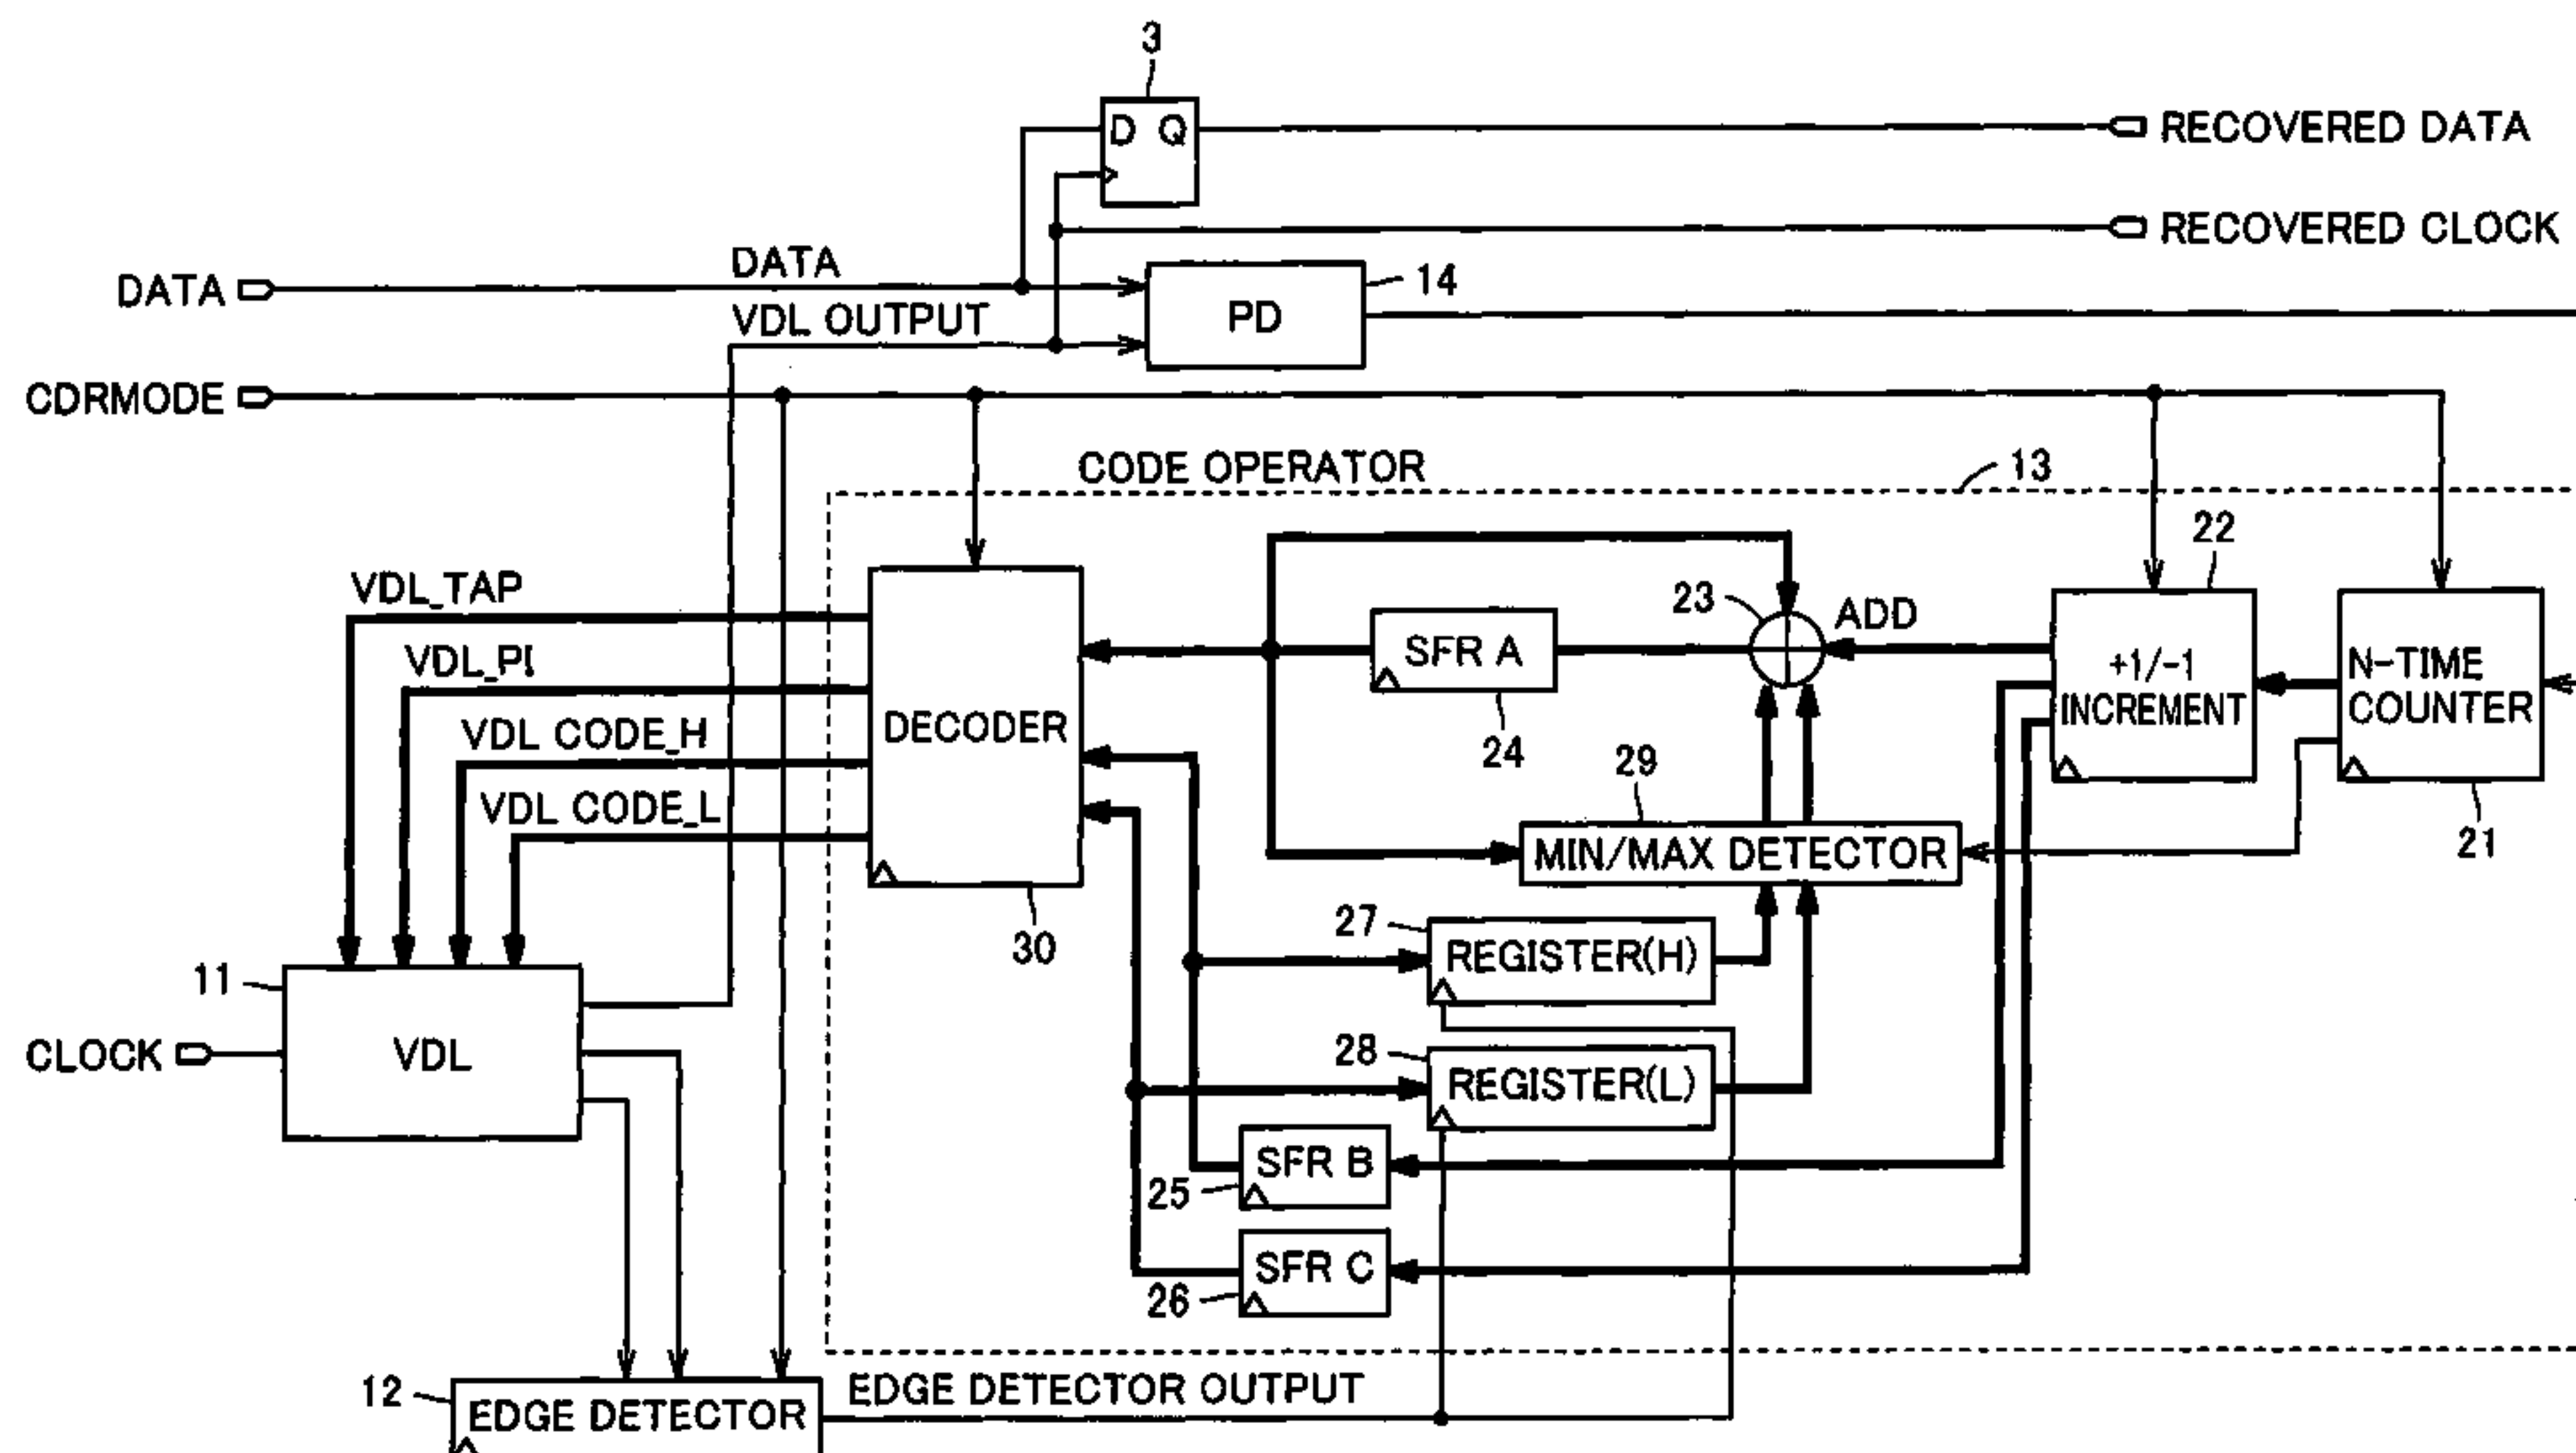 3
D Q
RECOVERED DATA
RECOVERED CLOCK
DATA
DATA
14
PD
VDL OUTPUT
CDRMODE
CODE OPERATOR
13
22
VDL_TAP
23
ADD
SFR A
+1/-1
INCREMENT
N-TIME
COUNTER
VDL_PI
DECODER
VDL CODE_H
24
29
VDL CODE_L
MIN/MAX DETECTOR
21
30
27
REGISTER(H)
11
CLOCK
VDL
28
REGISTER(L)
SFR B
25
SFR C
26
12
EDGE DETECTOR
EDGE DETECTOR OUTPUT